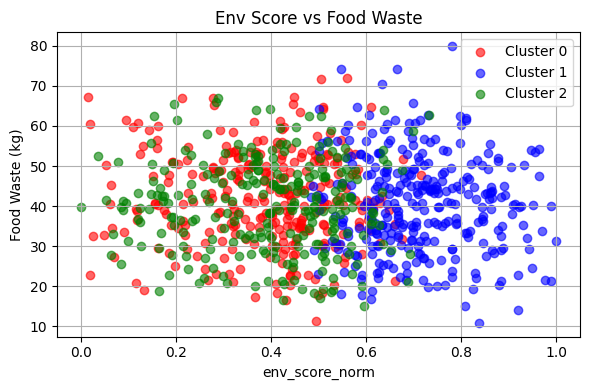 Env Score vs Food Waste
Cluster 0
Cluster 1
Cluster 2
Food Waste (kg)
80
70
60
50
40
30
20
10
0.0 0.2 0.4 0.6 0.8 1.0
env_score_norm